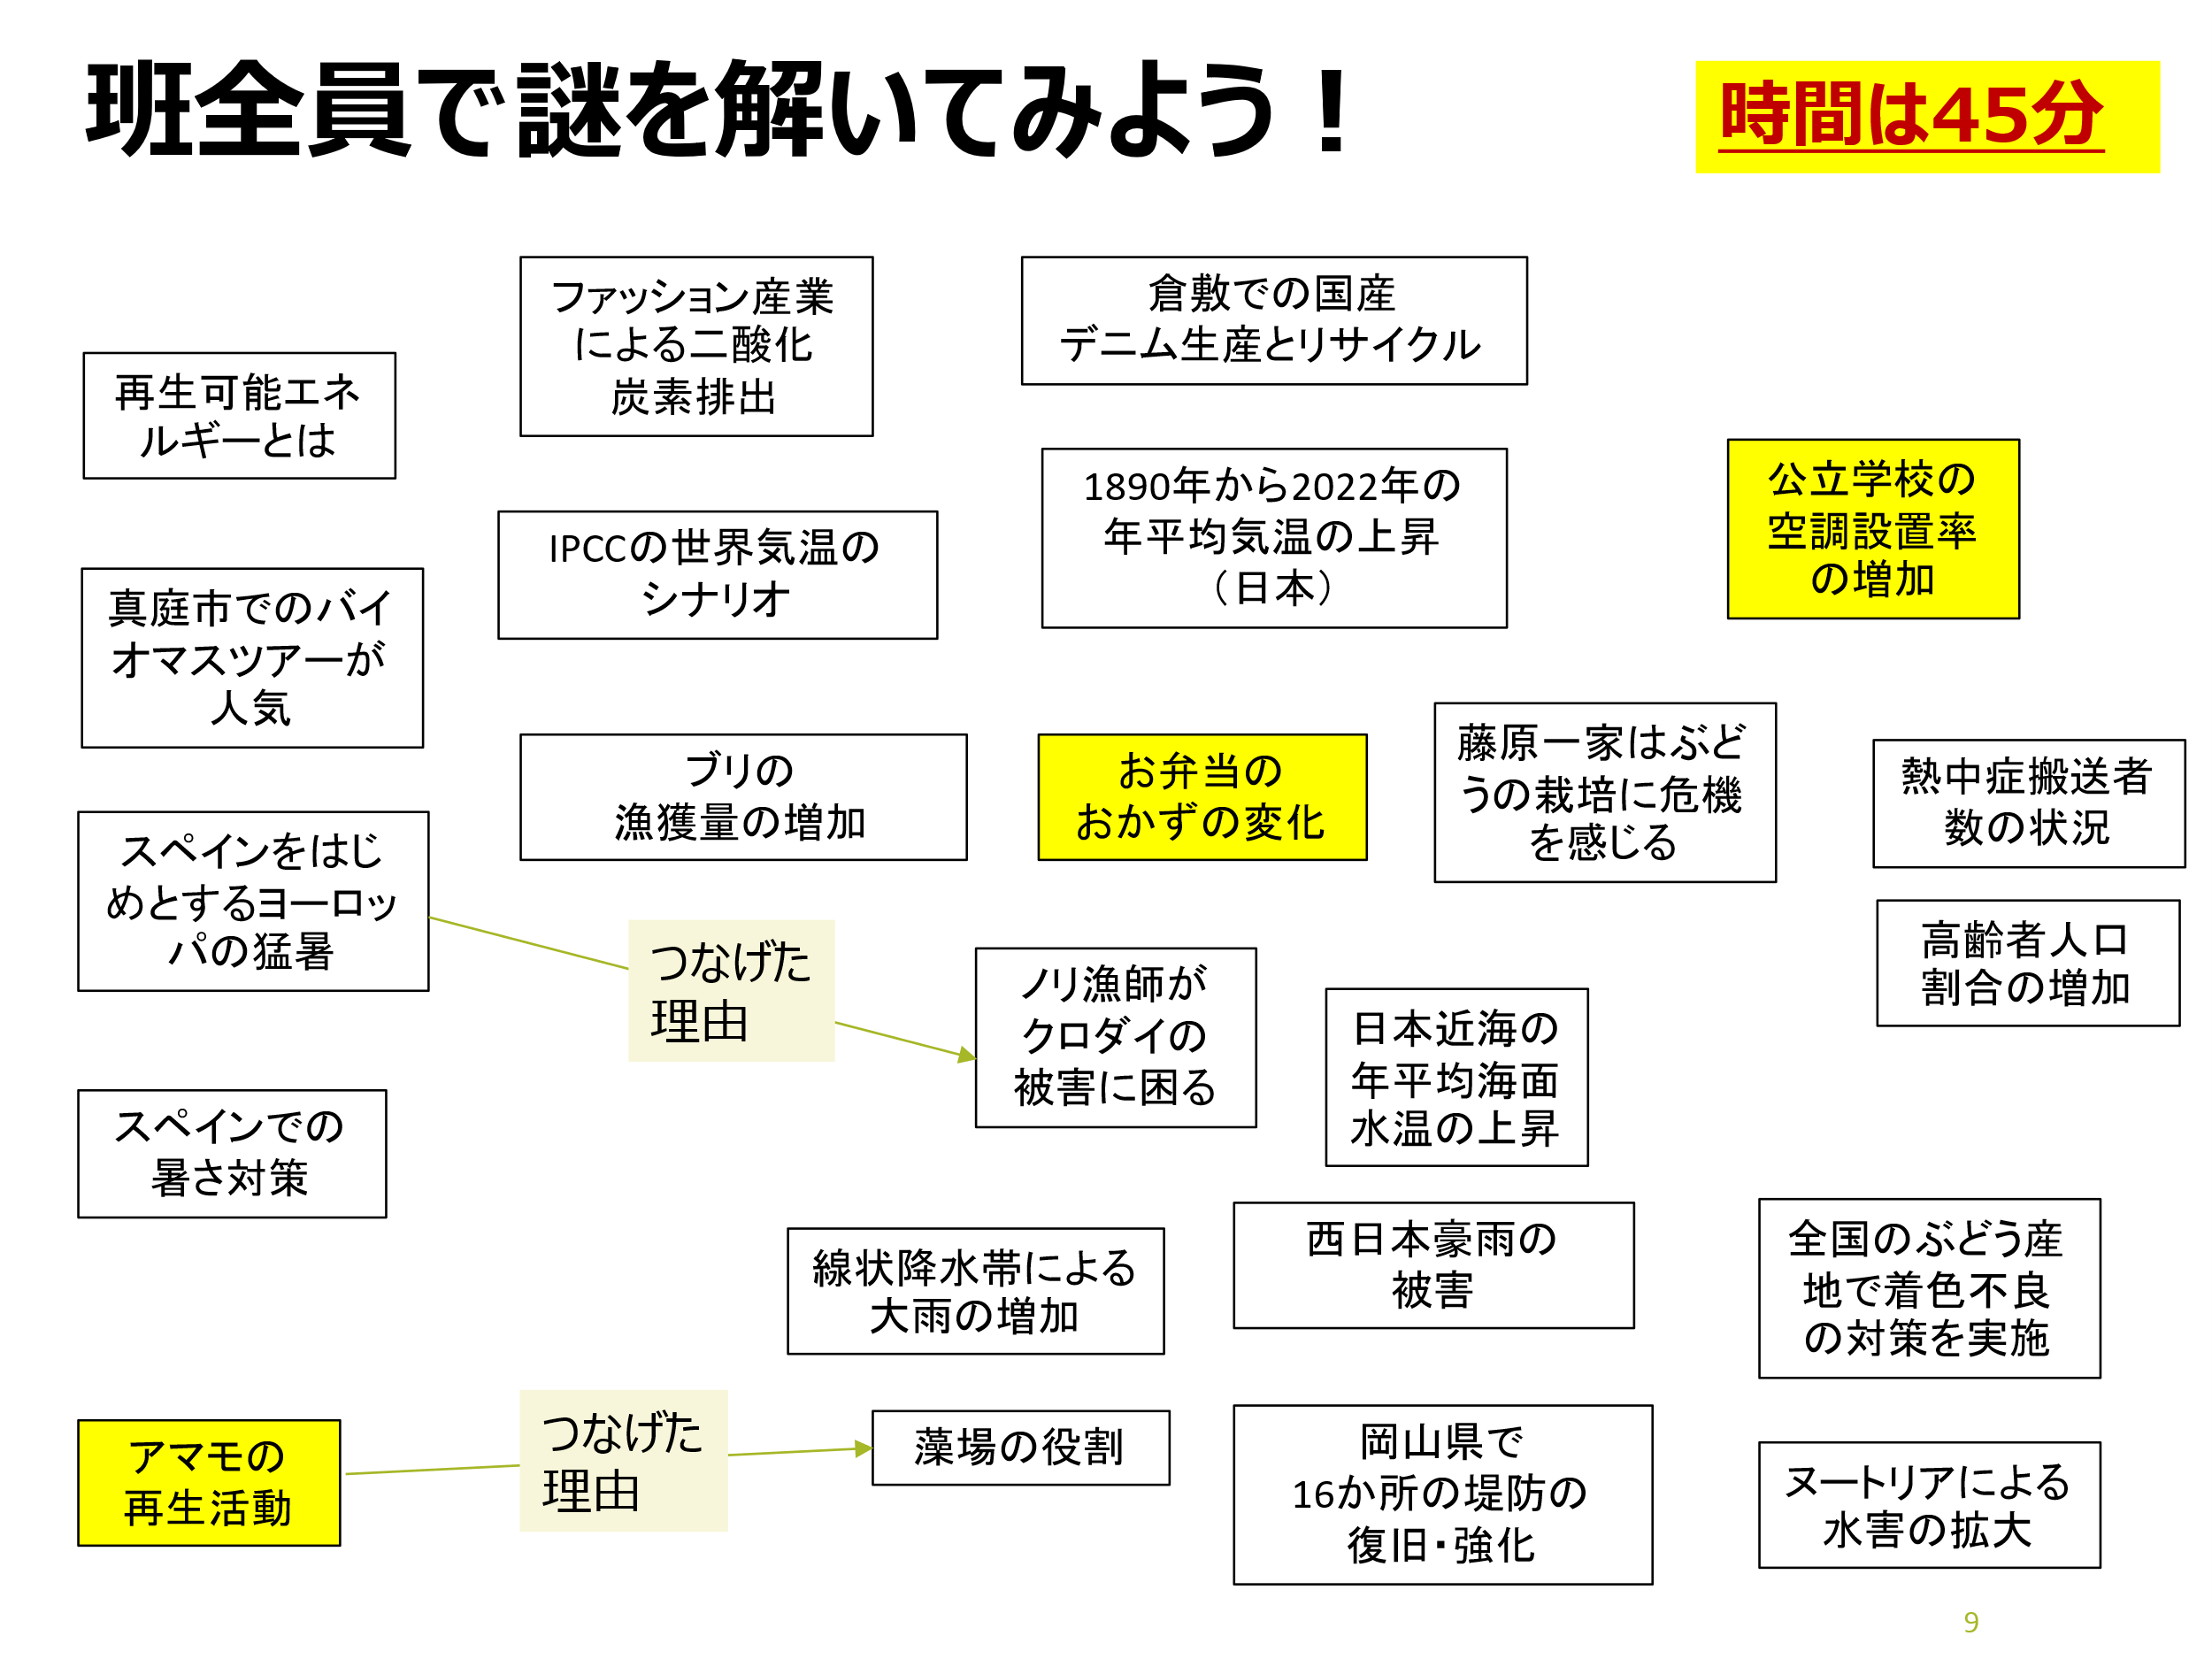 班全員で謎を解いてみよう！
時間は45分
ファッション産業
による二酸化
炭素排出
倉敷での国産
デニム生産とリサイクル
再生可能エネ
ルギーとは
1890年から2022年の
年平均気温の上昇
（日本）
公立学校の
空調設置率
の増加
IPCCの世界気温の
シナリオ
真庭市でのバイ
オマスツアーが
人気
ブリの
漁獲量の増加
お弁当の
おかずの変化
藤原一家はぶど
うの栽培に危機
を感じる
熱中症搬送者
数の状況
スペインをはじ
めとするヨーロッ
パの猛暑
つなげた
理由
ノリ漁師が
クロダイの
被害に困る
高齢者人口
割合の増加
日本近海の
年平均海面
水温の上昇
スペインでの
暑さ対策
線状降水帯による
大雨の増加
西日本豪雨の
被害
全国のぶどう産
地で着色不良
の対策を実施
アマモの
再生活動
つなげた
理由
藻場の役割
岡山県で
16か所の堤防の
復旧・強化
ヌートリアによる
水害の拡大
9